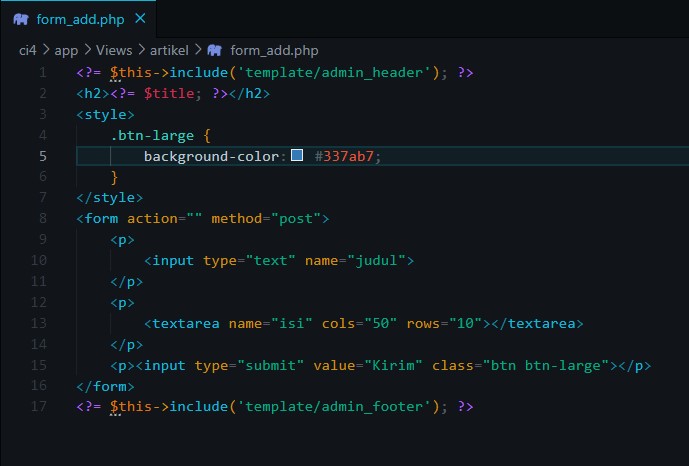 form_add.php ×
ci4 > app > Views > artikel > form_add.php
1 <?= $this->include('template/admin_header'); ?>
2 <h2><?= $title; ?></h2>
3 <style>
4     .btn-large {
5         background-color: #337ab7;
6     }
7 </style>
8 <form action="" method="post">
9     <p>
10         <input type="text" name="judul">
11     </p>
12     <p>
13         <textarea name="isi" cols="50" rows="10"></textarea>
14     </p>
15     <p><input type="submit" value="Kirim" class="btn btn-large"></p>
16 </form>
17 <?= $this->include('template/admin_footer'); ?>